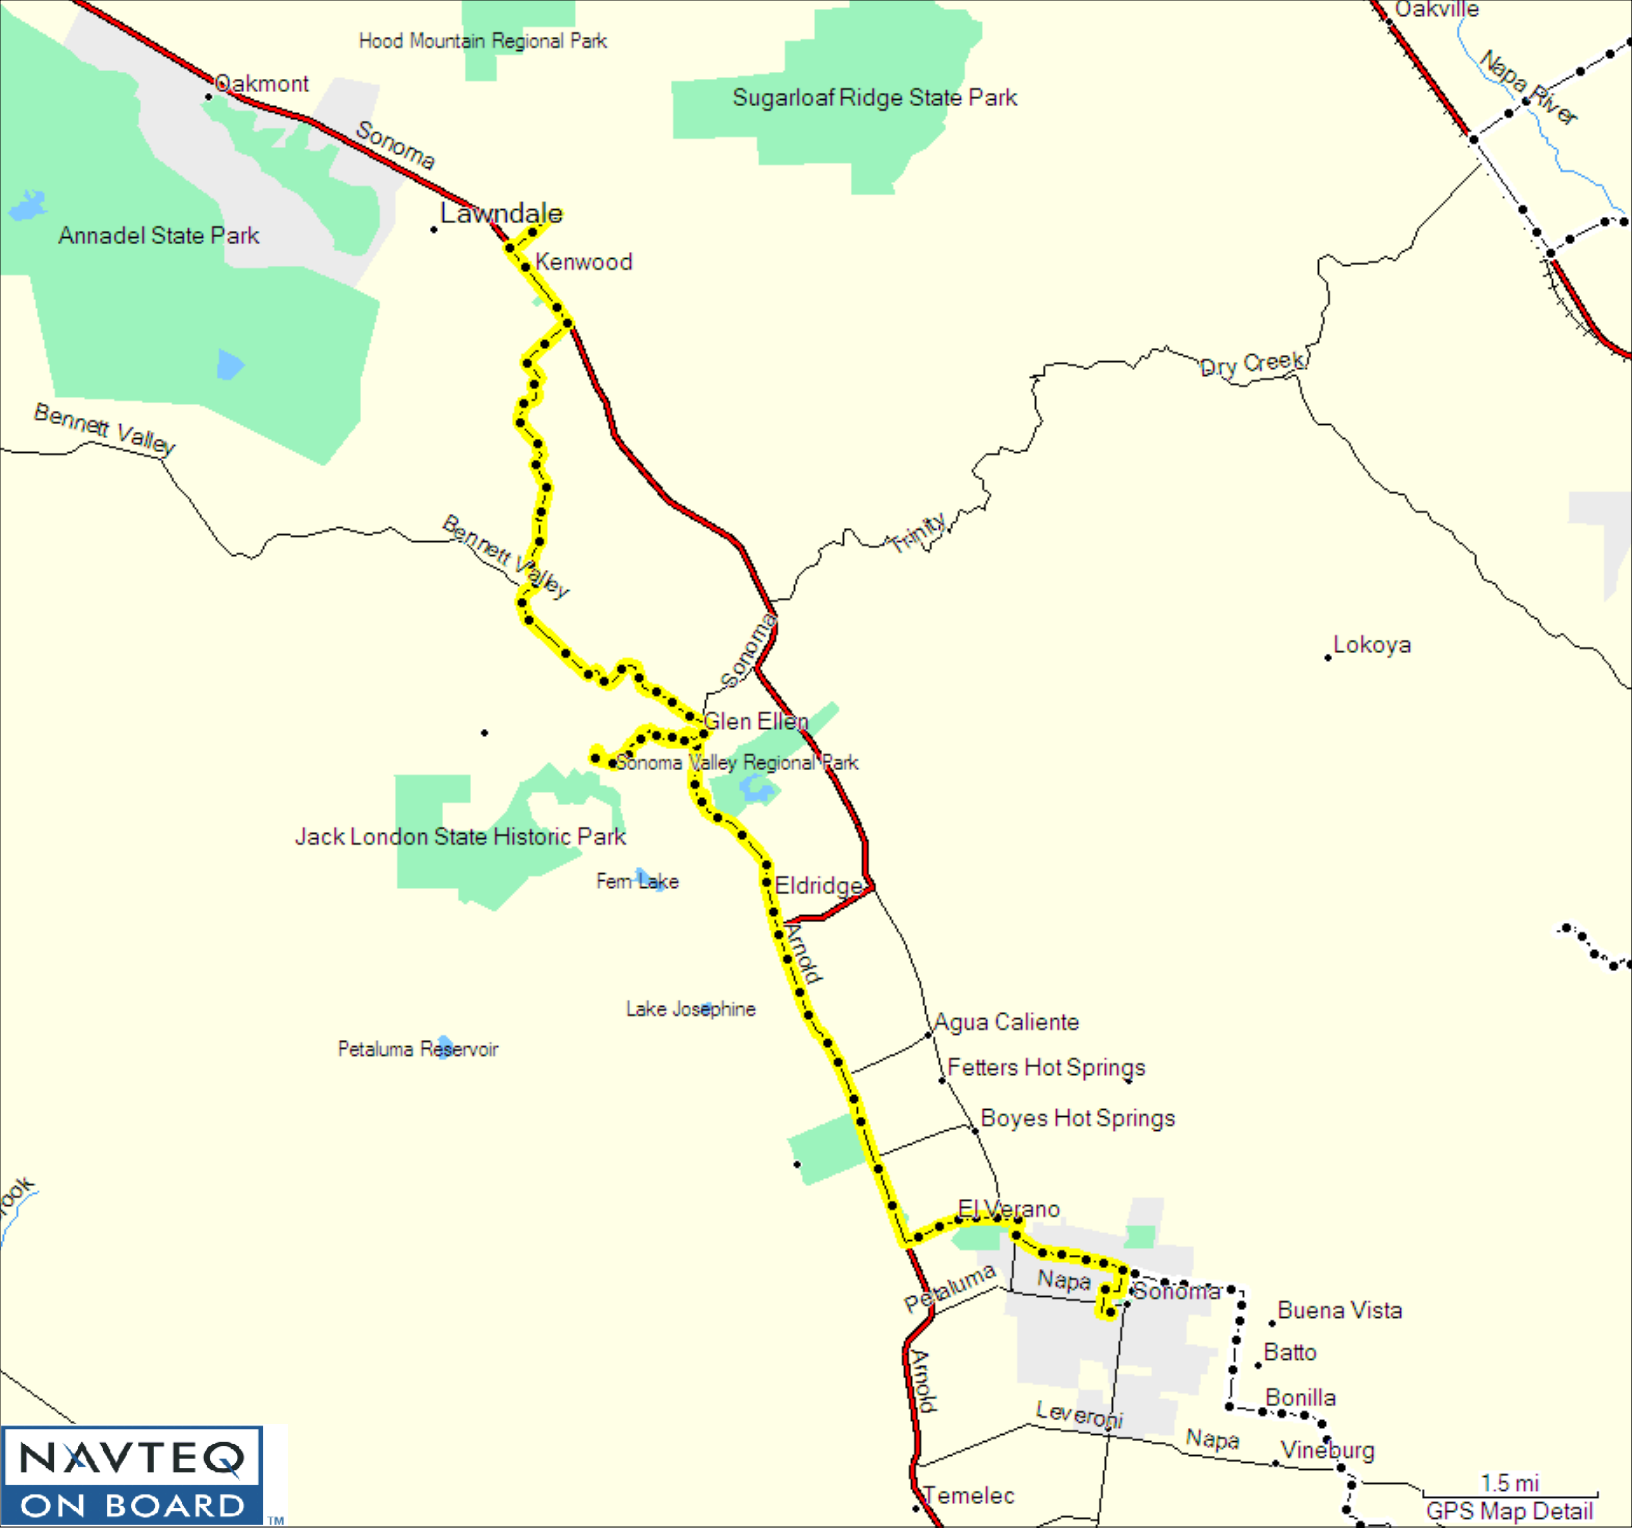 Oakville
Hood Mountain Regional Park
Oakmont
Sugarloaf Ridge State Park
Napa River
Sonoma
Lawndale
Annadel State Park
Kenwood
Dry Creek
Bennett Valley
Bennett Valley
Trinity
Sonoma
Lokoya
Glen Ellen
Sonoma Valley Regional Park
Jack London State Historic Park
Fern Lake
Eldridge
Arnold
Lake Josephine
Agua Caliente
Petaluma Reservoir
Fetters Hot Springs
Boyes Hot Springs
ook
El Verano
Petaluma
Napa
Sonoma
Buena Vista
Batto
Arnold
Bonilla
Leveroni
Napa
Vineburg
NAVTEQ
ON BOARD
TM
Temelec
1.5 mi
GPS Map Detail